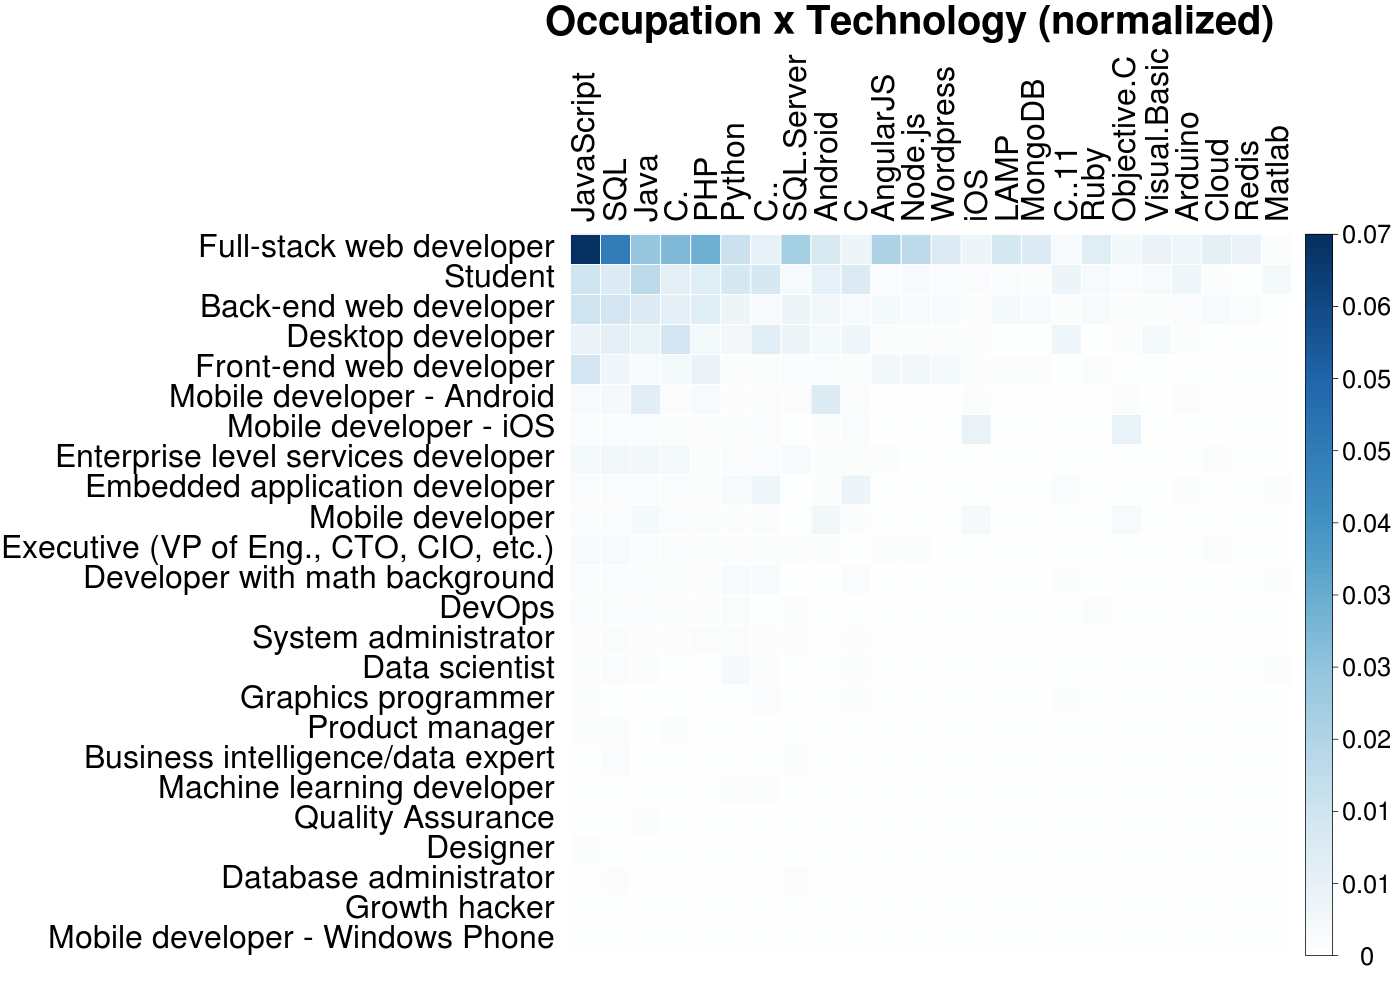 Occupation x Technology (normalized)
JavaScript
SQL
Java
C.
PHP
Python
C..
SQL.Server
Android
C
AngularJS
Node.js
Wordpress
iOS
LAMP
MongoDB
C..11
Ruby
Objective.C
Visual.Basic
Arduino
Cloud
Redis
Matlab
Full-stack web developer
Student
Back-end web developer
Desktop developer
Front-end web developer
Mobile developer - Android
Mobile developer - iOS
Enterprise level services developer
Embedded application developer
Mobile developer
Executive (VP of Eng., CTO, CIO, etc.)
Developer with math background
DevOps
System administrator
Data scientist
Graphics programmer
Product manager
Business intelligence/data expert
Machine learning developer
Quality Assurance
Designer
Database administrator
Growth hacker
Mobile developer - Windows Phone
0.07
0.06
0.05
0.05
0.04
0.03
0.03
0.02
0.01
0.01
0